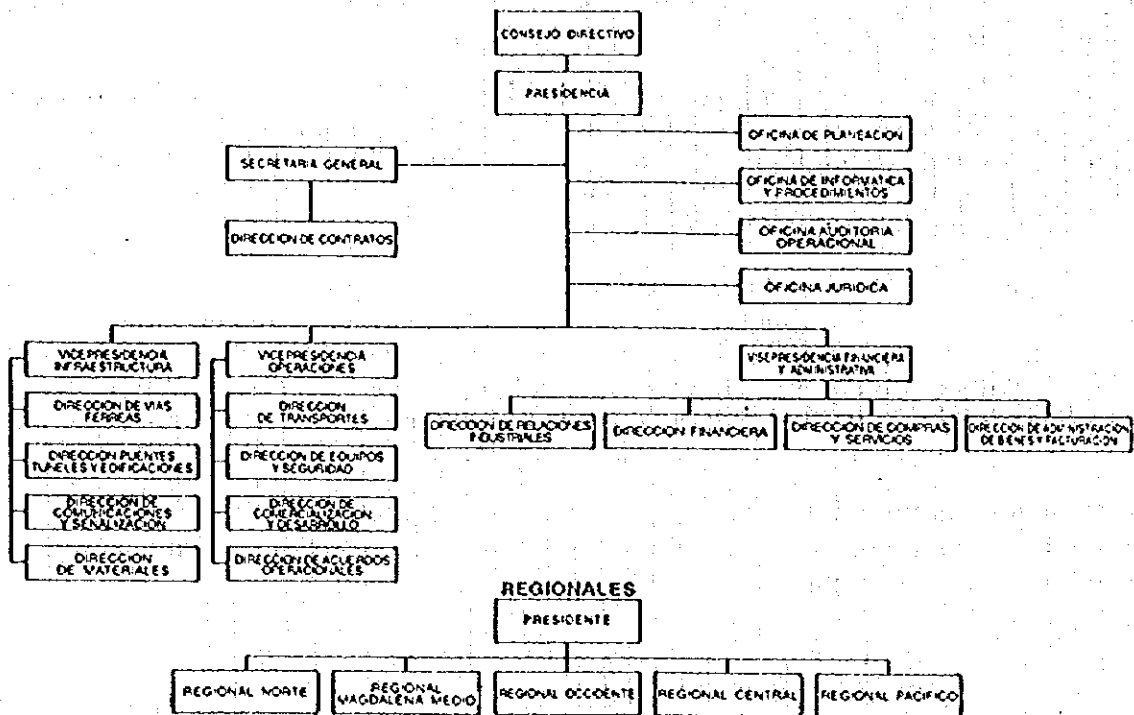 CONSEJO DIRECTIVO
PRESIDENCIA
OFICINA DE PLANEACION
SECRETARIA GENERAL
OFICINA DE INFORMATICA
Y PROCEDIMIENTOS
DIRECCION DE CONTRATOS
OFICINA AUDITORIA
OPERACIONAL
OFICINA JURIDICA
VICEPRESIDENCIA
INFRAESTRUCTURA
VICEPRESIDENCIA
OPERACIONES
VISEPRESIDENCIA FINANCIERA
Y ADMINISTRATIVA
DIRECCION DE VIAS
FERREAS
DIRECCION
DE TRANSPORTES
DIRECCION DE RELACIONES
INDUSTRIALES
DIRECCION FINANCIERA
DIRECCION DE COMPRAS
Y SERVICIOS
DIRECCION DE ADMINISTRACION
DE BIENES Y FACTURACION
DIRECCION PUENTES
TUNELES Y EDIFICACIONES
DIRECCION DE EQUIPOS
Y SEGURIDAD
DIRECCION DE
COMUNICACIONES
Y SEÑALIZACION
DIRECCION DE
COMERCIALIZACION
Y DESARROLLO
DIRECCION
DE MATERIALES
DIRECCION DE ACUERDOS
OPERACIONALES
REGIONALES
PRESIDENTE
REGIONAL NORTE
REGIONAL
MAGDALENA MEDIO
REGIONAL OCCIDENTE
REGIONAL CENTRAL
REGIONAL PACIFICO